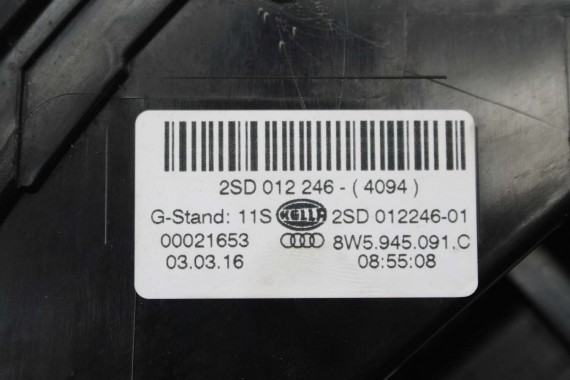 2SD 012 246 - ( 4094 )
G-Stand: 11S HELLA 2SD 012246-01
00021653 8W5.945.091.C
03.03.16 08:55:08